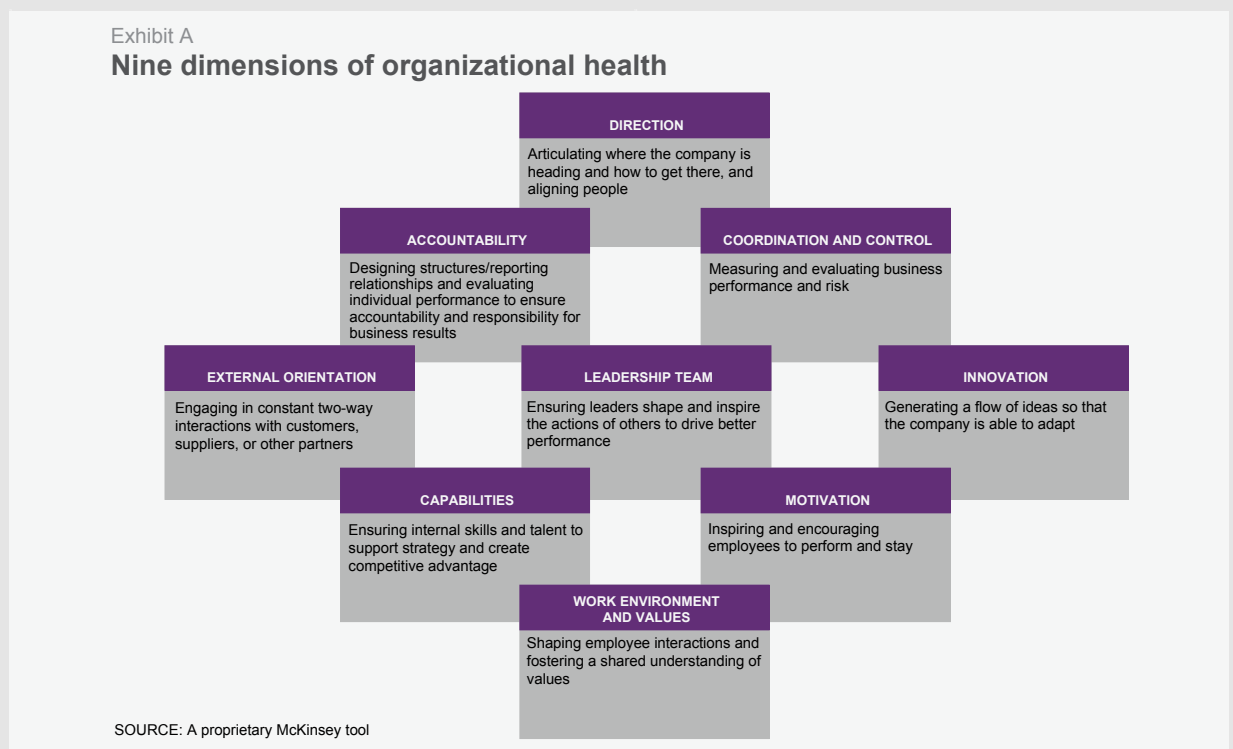 Exhibit A
Nine dimensions of organizational health
DIRECTION
Articulating where the company is
heading and how to get there, and
aligning people
ACCOUNTABILITY
Designing structures/reporting
relationships and evaluating
individual performance to ensure
accountability and responsibility for
business results
COORDINATION AND CONTROL
Measuring and evaluating business
performance and risk
EXTERNAL ORIENTATION
Engaging in constant two-way
interactions with customers,
suppliers, or other partners
LEADERSHIP TEAM
Ensuring leaders shape and inspire
the actions of others to drive better
performance
INNOVATION
Generating a flow of ideas so that
the company is able to adapt
CAPABILITIES
Ensuring internal skills and talent to
support strategy and create
competitive advantage
MOTIVATION
Inspiring and encouraging
employees to perform and stay
WORK ENVIRONMENT
AND VALUES
Shaping employee interactions and
fostering a shared understanding of
values
SOURCE: A proprietary McKinsey tool